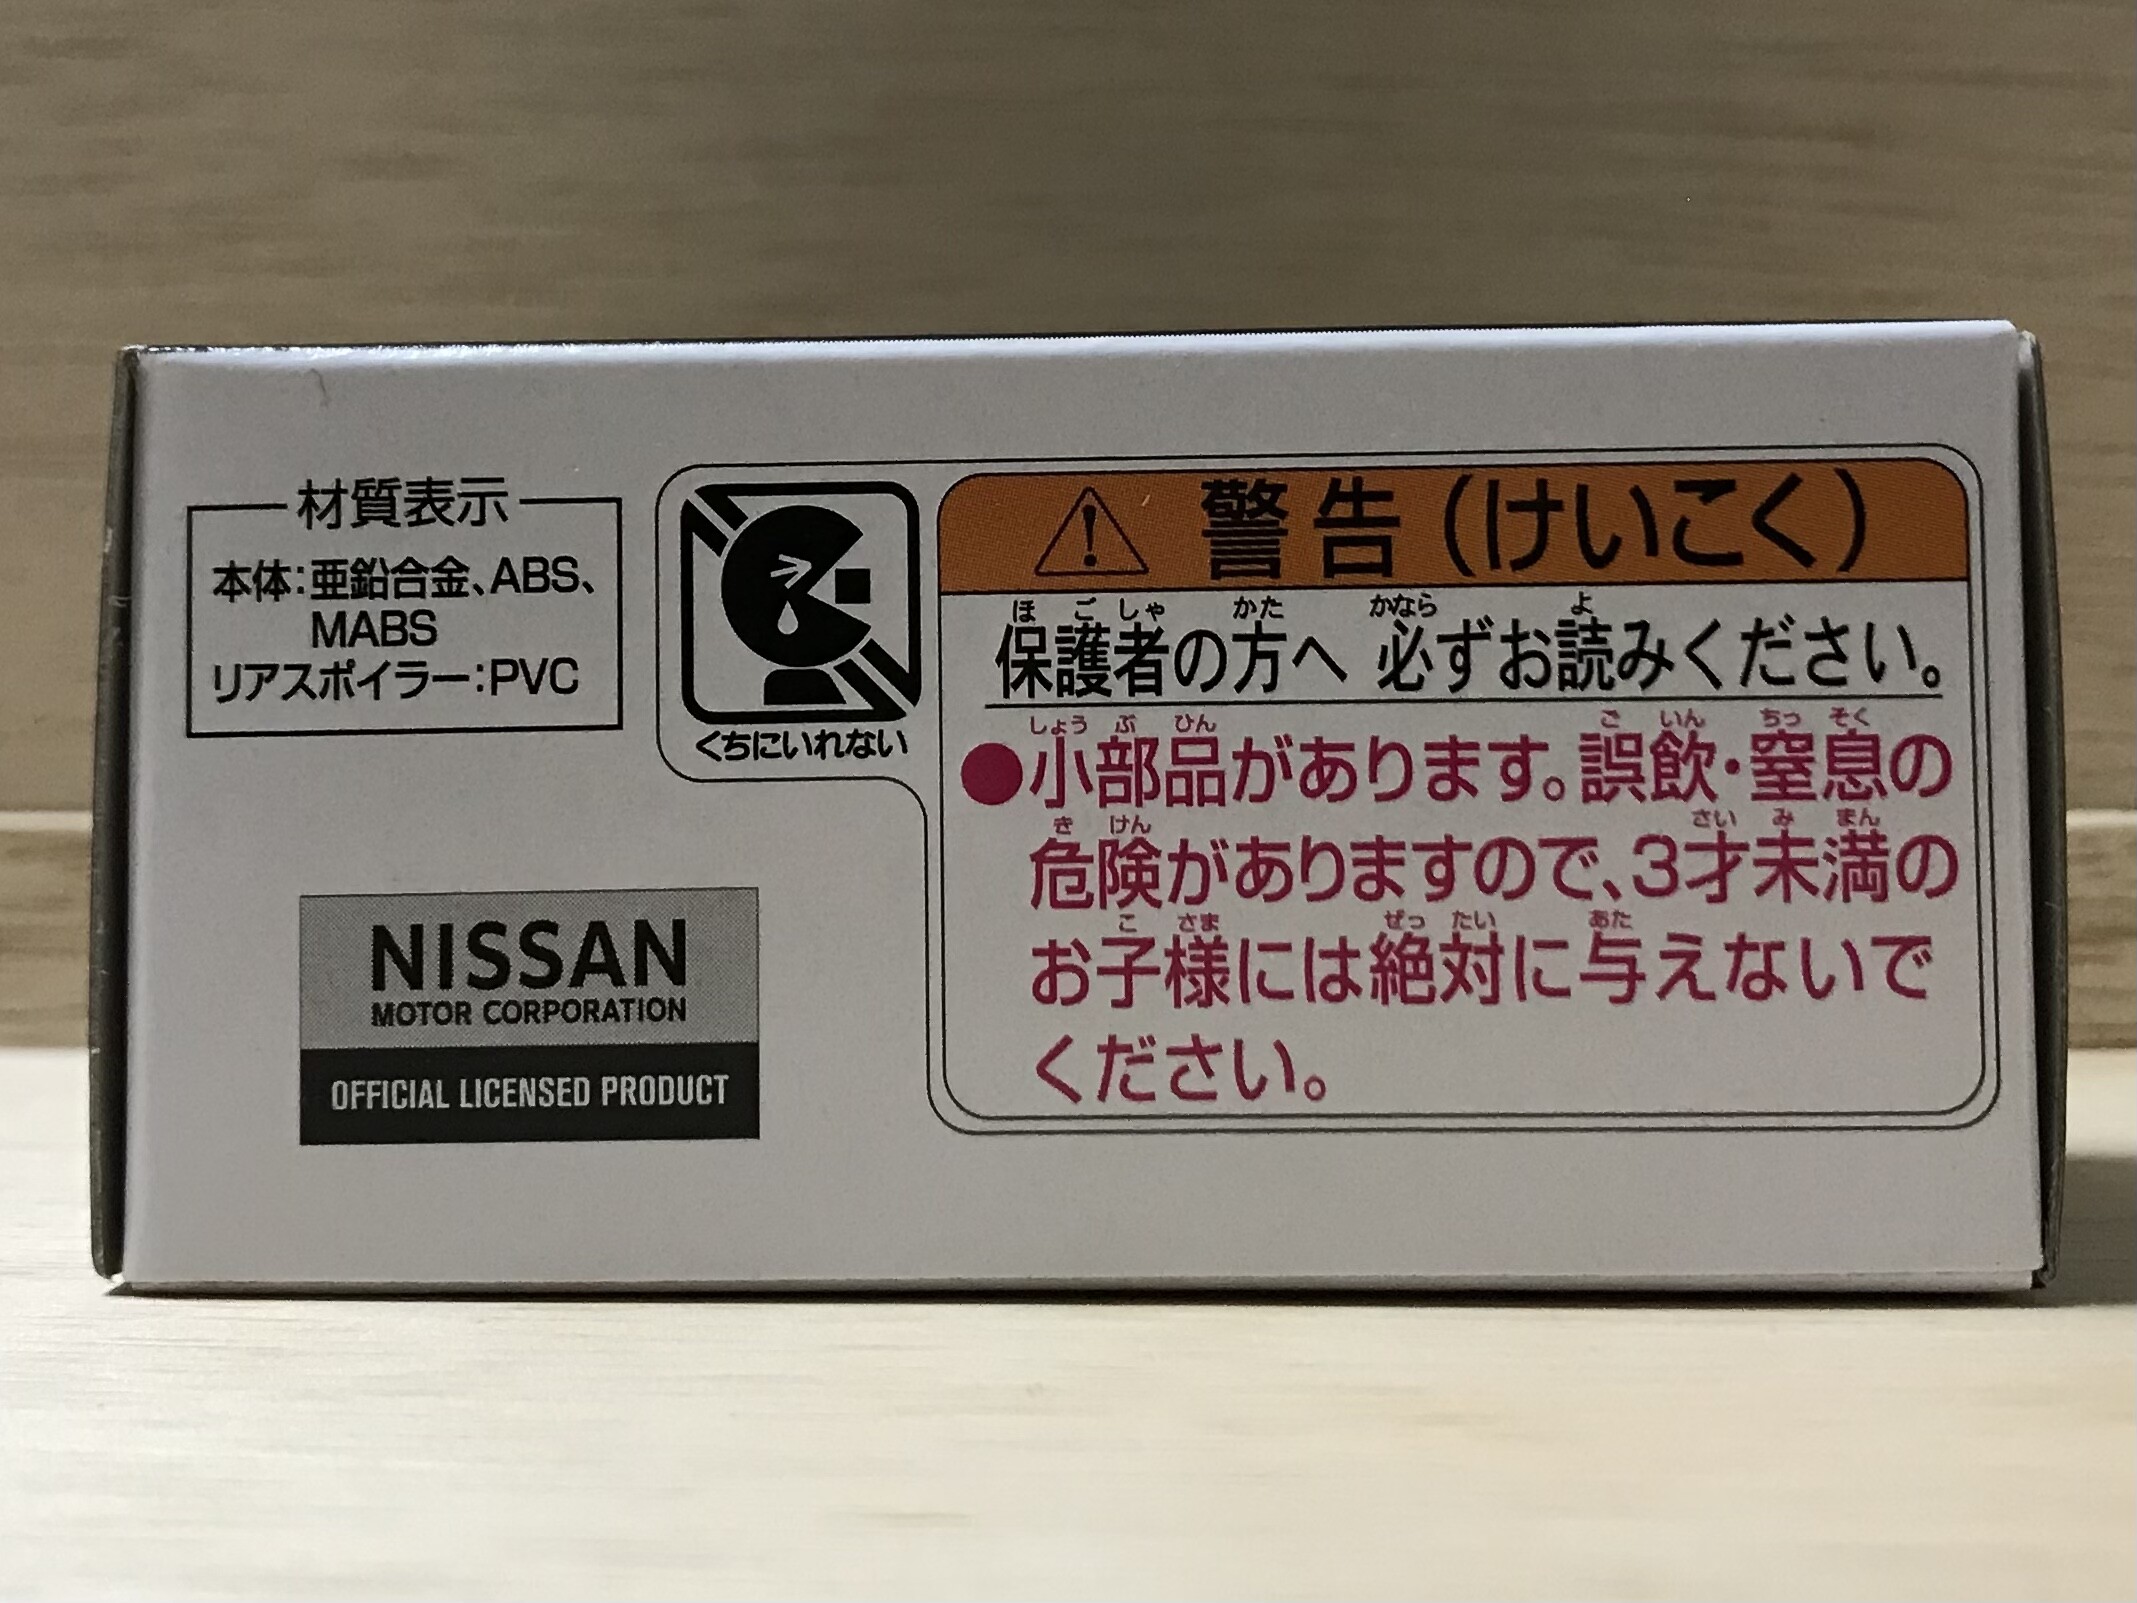 材質表示
本体:亜鉛合金、ABS、
MABS
リアスポイラー:PVC
くちにいれない
NISSAN
MOTOR CORPORATION
OFFICIAL LICENSED PRODUCT
警告(けいこく)
ほ ご しゃ かた かなら よ
保護者の方へ 必ずお読みください。
しょう ぶ ひん ご いん ちっ そく
●小部品があります。誤飲・窒息の
き けん さい み まん
危険がありますので、3才未満の
こ さま ぜっ たい あた
お子様には絶対に与えないで
ください。